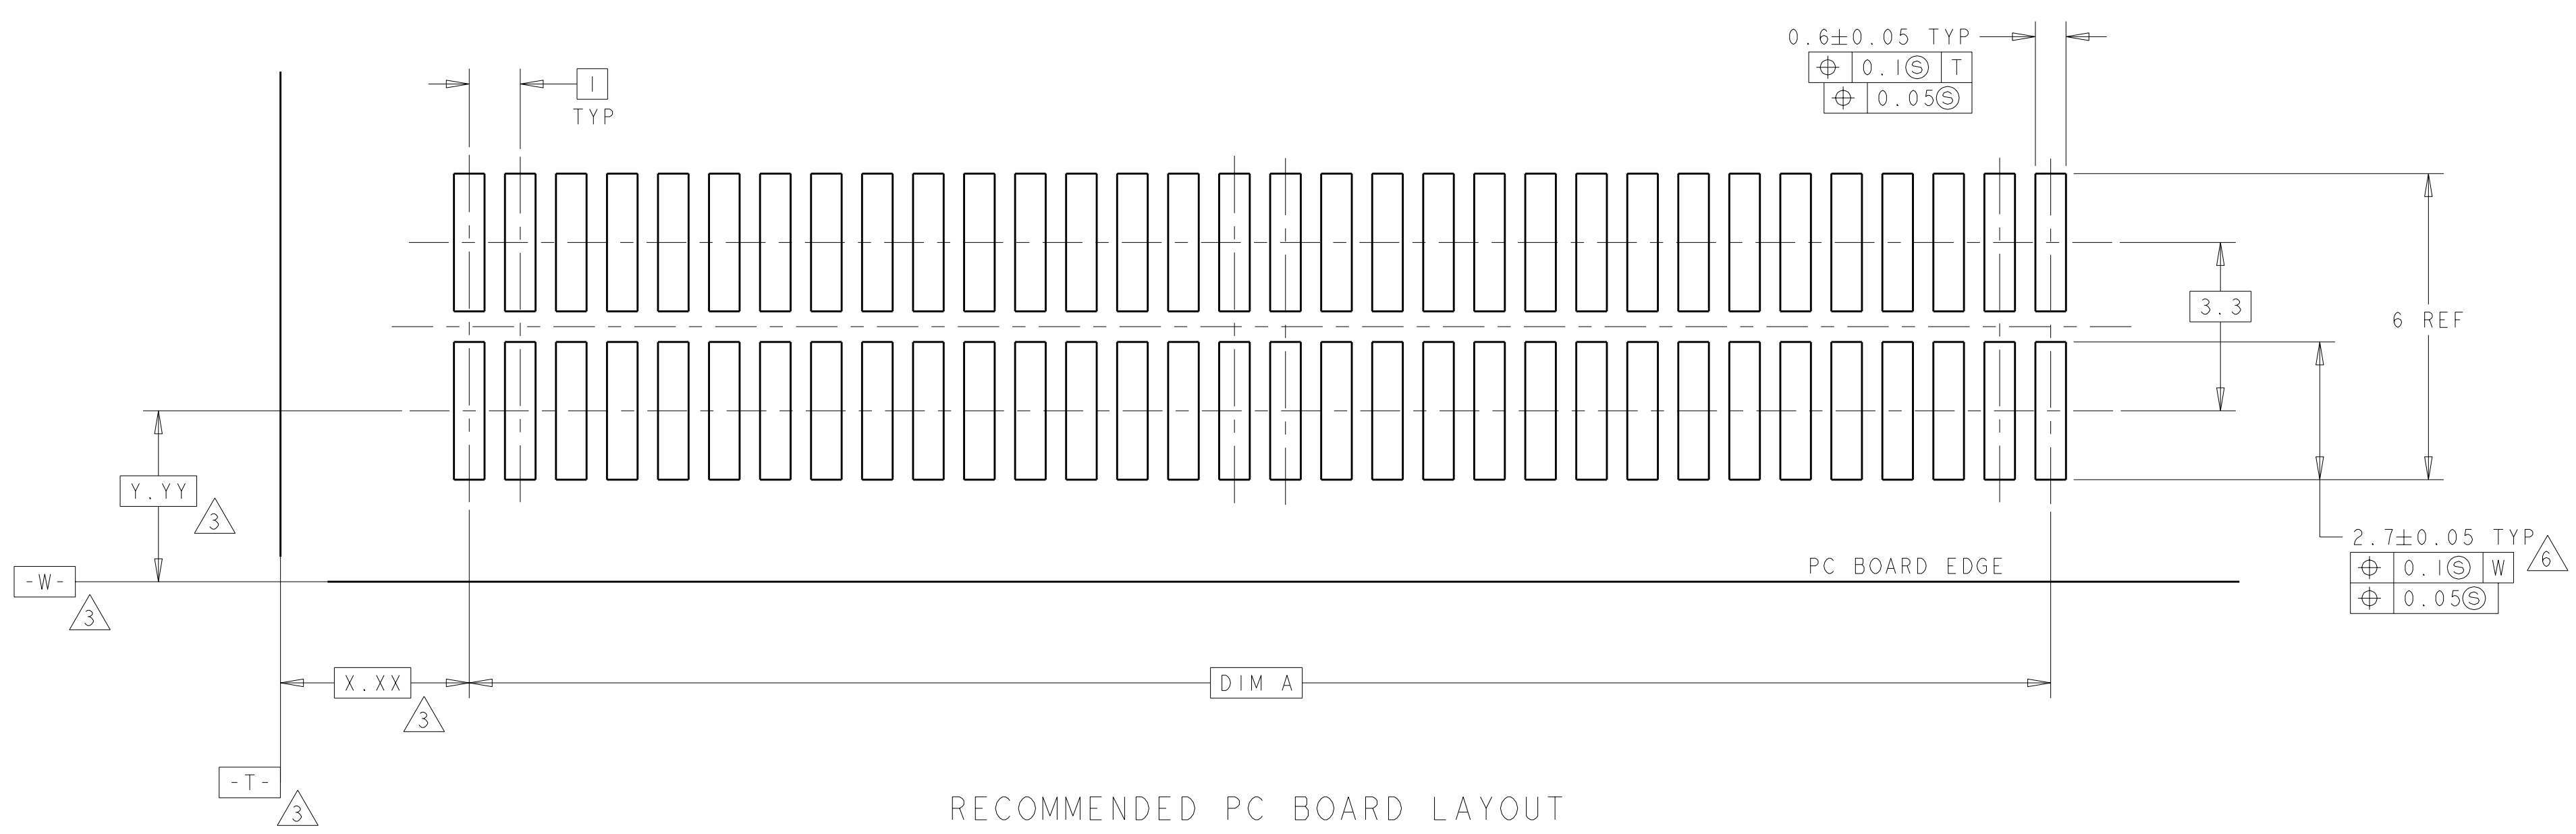 0.6±0.05 TYP
⌖ 0.1Ⓢ T
⌖ 0.05Ⓢ
1
TYP
3.3
6 REF
Y.YY
3
2.7±0.05 TYP
6
⌖ 0.1Ⓢ W
⌖ 0.05Ⓢ
PC BOARD EDGE
-W-
3
X.XX
3
DIM A
-T-
3
RECOMMENDED PC BOARD LAYOUT